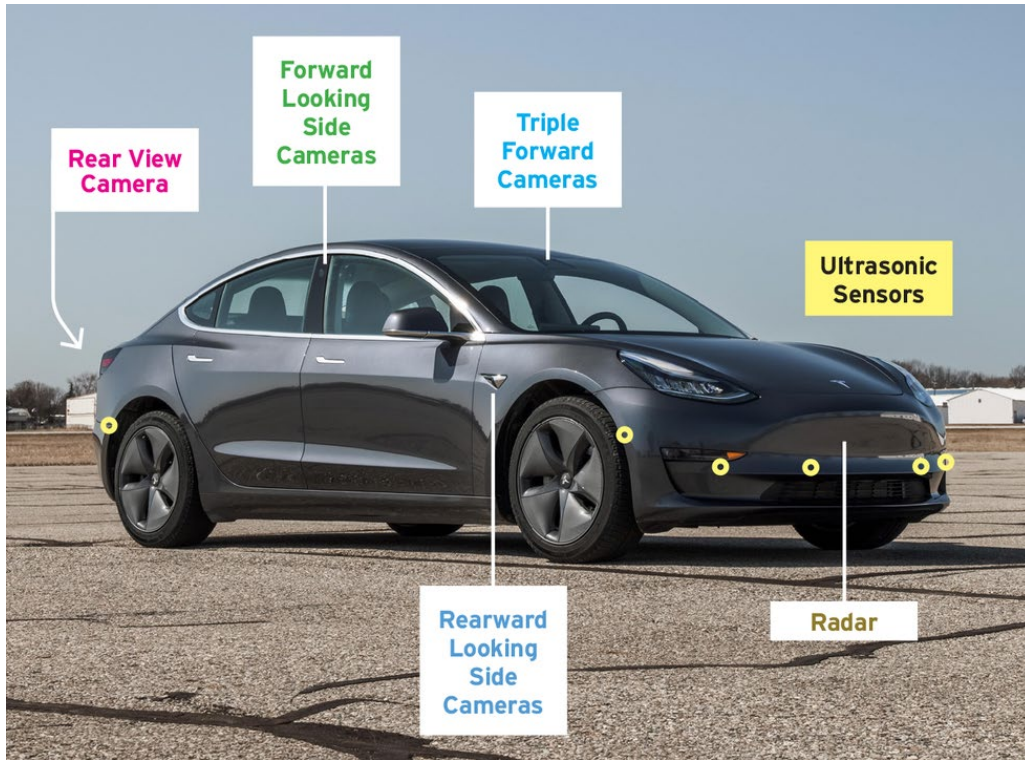 Forward
Looking
Side
Cameras
Triple
Forward
Cameras
Rear View
Camera
Ultrasonic
Sensors
Rearward
Looking
Side
Cameras
Radar